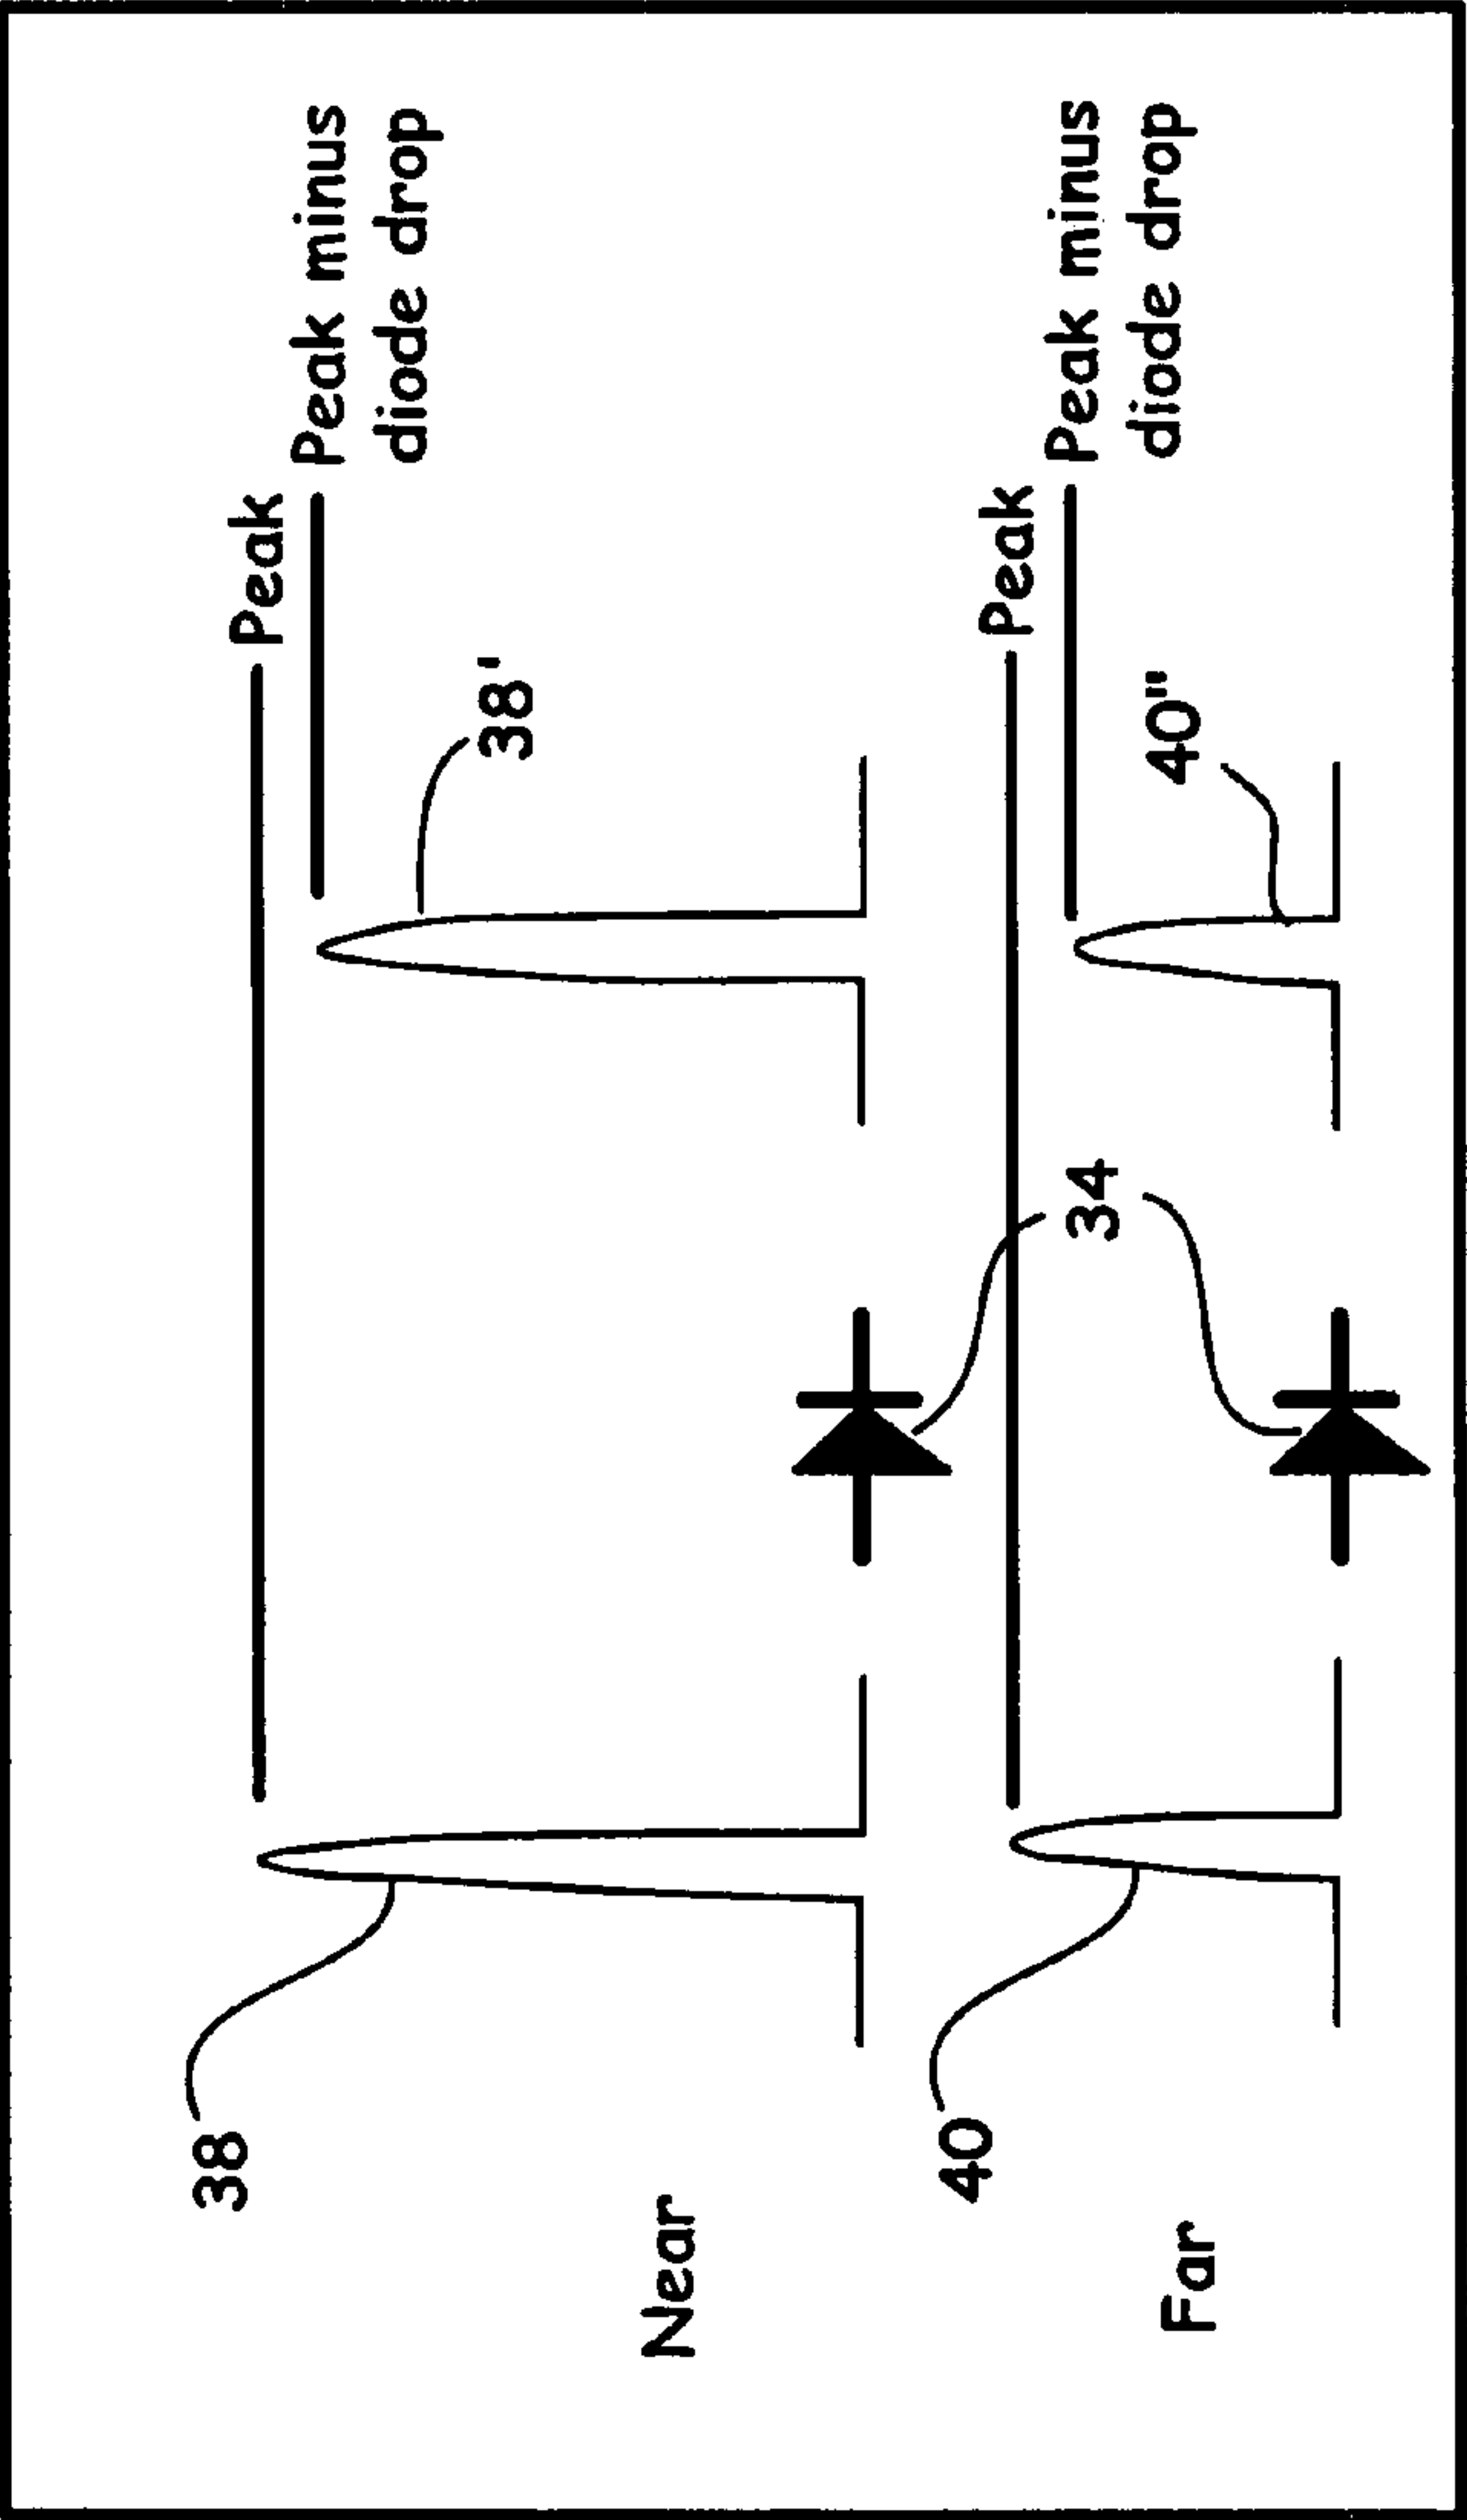 38
Peak
Peak minus
diode drop
38'
Near
34
40
Peak
Peak minus
diode drop
40"
Far